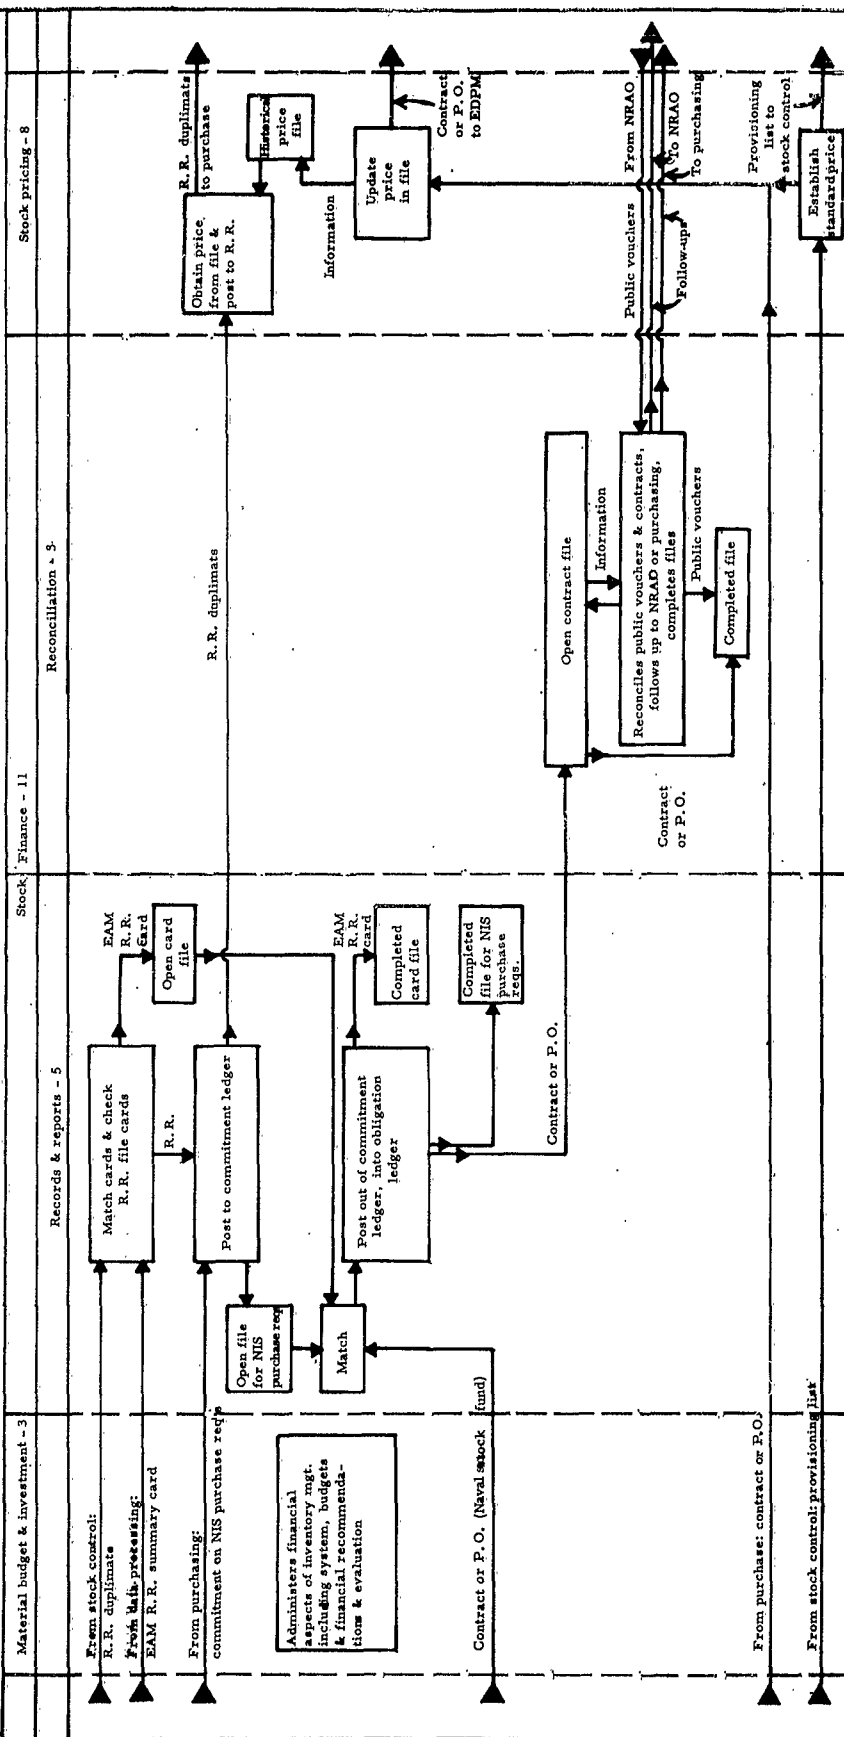 Stock Finance - 11
Material budget & investment - 3
Records & reports - 5
Reconciliation - 3
Stock pricing - 8
From stock control:
R.R. duplimate
From data processing:
EAM R.R. summary card
From purchasing:
commitment on NIS purchase req's
Administers financial
aspects of inventory mgt.
including system, budgets
& financial recommenda-
tions & evaluation
Contract or P.O. (Naval stock fund)
From purchase: contract or P.O.
From stock control: provisioning list
Match cards & check
R.R. file cards
EAM
R.R.
card
Open card
file
R.R.
Post to commitment ledger
Open file
for NIS
purchase req
Match
Post out of commitment
ledger, into obligation
ledger
EAM
R.R.
card
Completed
card file
Completed
file for NIS
purchase
reqs.
Contract or P.O.
R.R. duplimats
Open contract file
Information
Reconciles public vouchers & contracts,
follows up to NRAO or purchasing,
completes files
Public vouchers
Completed file
Contract
or P.O.
R.R. duplimats
to purchase
Obtain price
from file &
post to R.R.
Historical
price
file
Information
Update
price
in file
Contract
or P.O.
to EDPM
Public vouchers
From NRAO
Follow-ups
To NRAO
To purchasing
Provisioning
list to
stock control
Establish
standard price